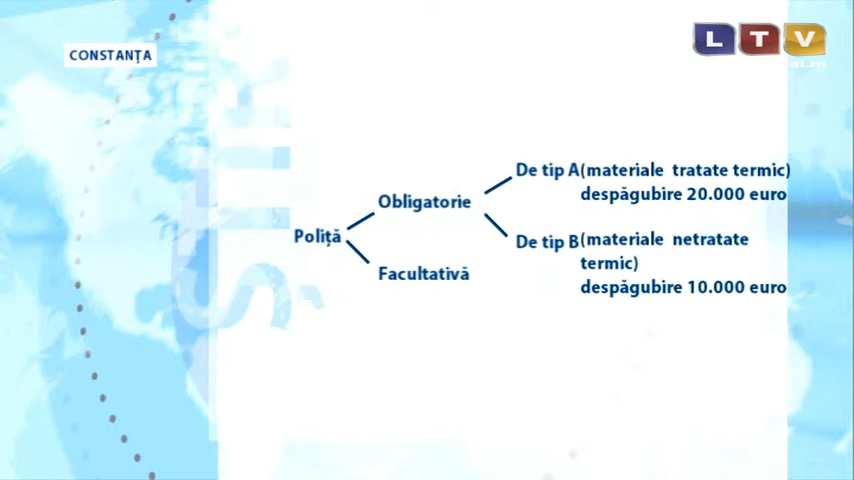 CONSTANȚA
LTV
De tip A(materiale tratate termic)
despăgubire 20.000 euro
Obligatorie
Poliță
De tip B(materiale netratate
termic)
despăgubire 10.000 euro
Facultativă
ȘTIRI